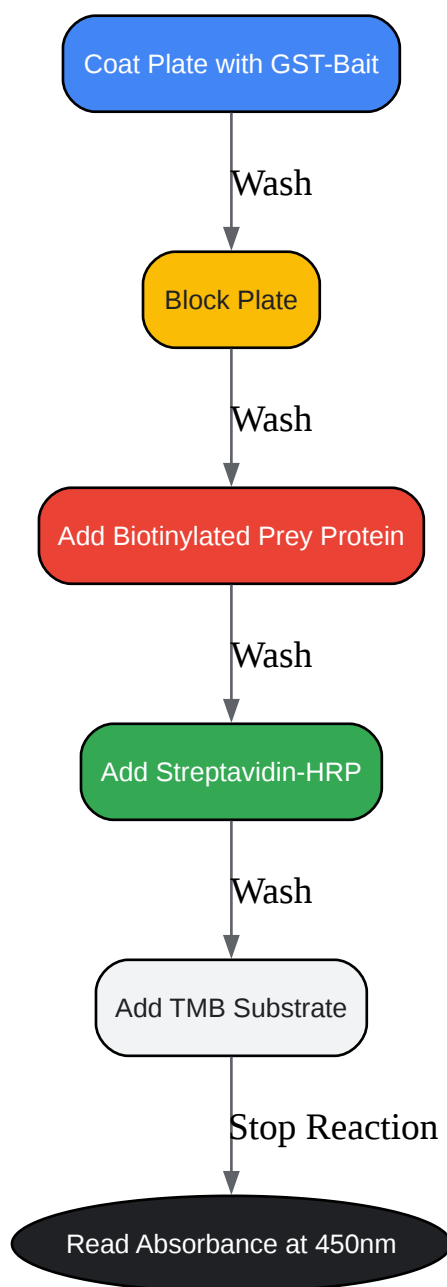 Coat Plate with GST-Bait
Wash
Block Plate
Wash
Add Biotinylated Prey Protein
Wash
Add Streptavidin-HRP
Wash
Add TMB Substrate
Stop Reaction
Read Absorbance at 450nm